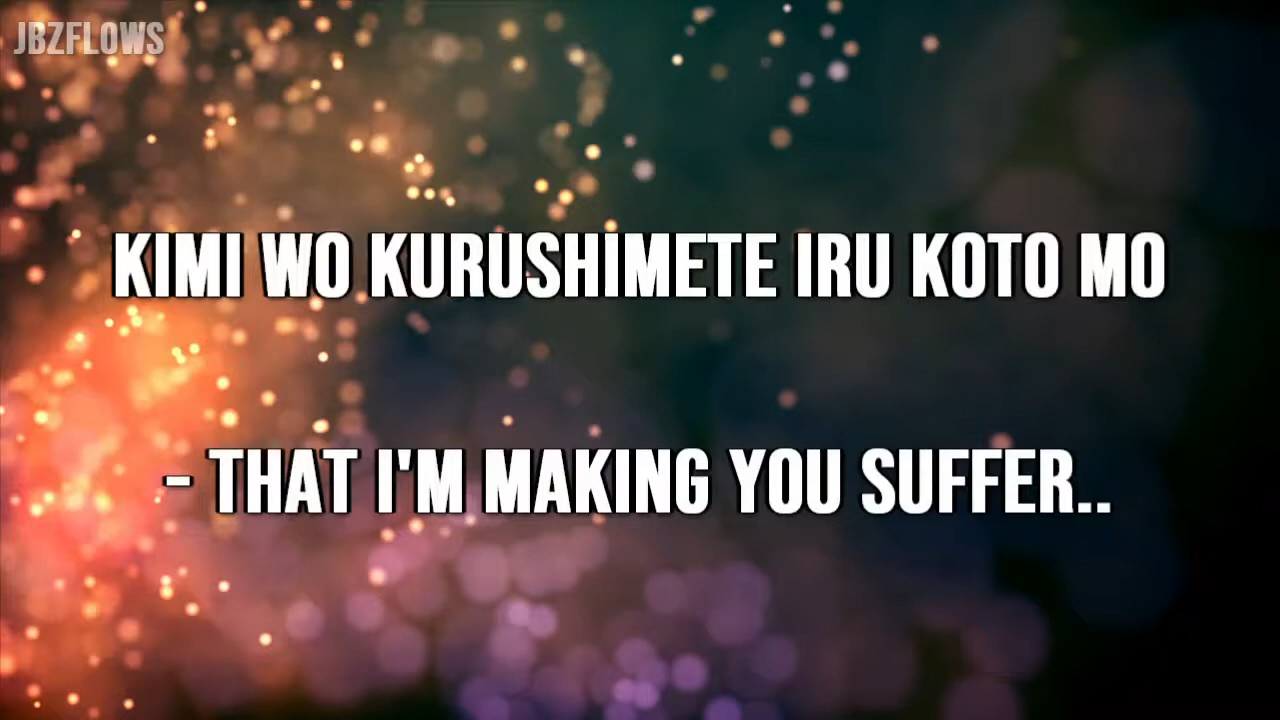 JBZFLOWS
KIMI WO KURUSHIMETE IRU KOTO MO
- THAT I'M MAKING YOU SUFFER..